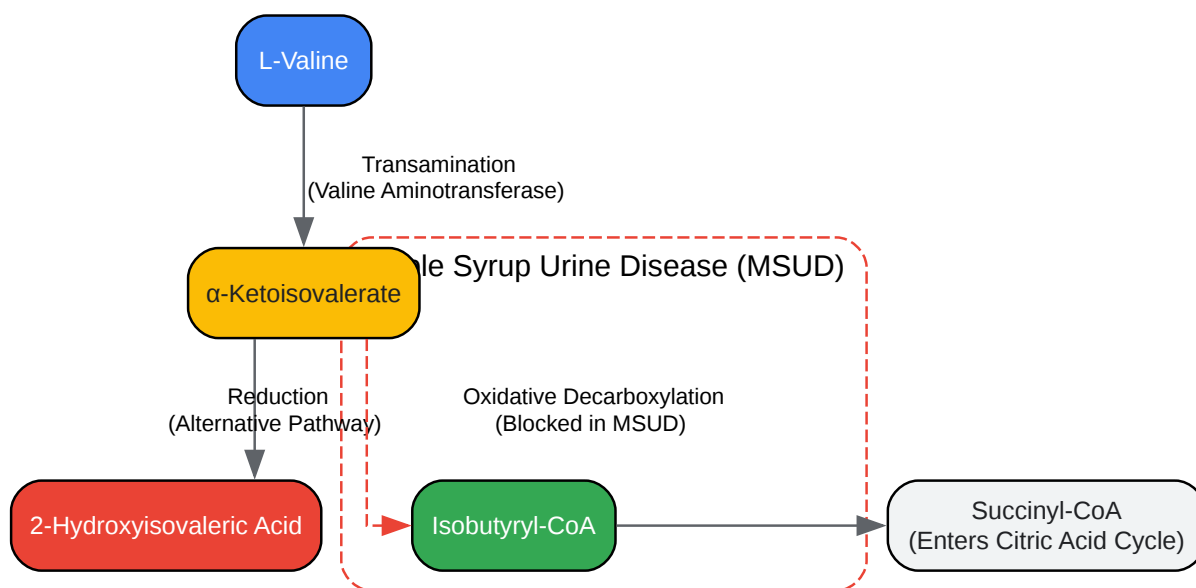 L-Valine
Transamination
(Valine Aminotransferase)
Syrup Urine Disease (MSUD)
α-Ketoisovalerate
Reduction
(Alternative Pathway)
Oxidative Decarboxylation
(Blocked in MSUD)
2-Hydroxyisovaleric Acid
Isobutyryl-CoA
Succinyl-CoA
(Enters Citric Acid Cycle)